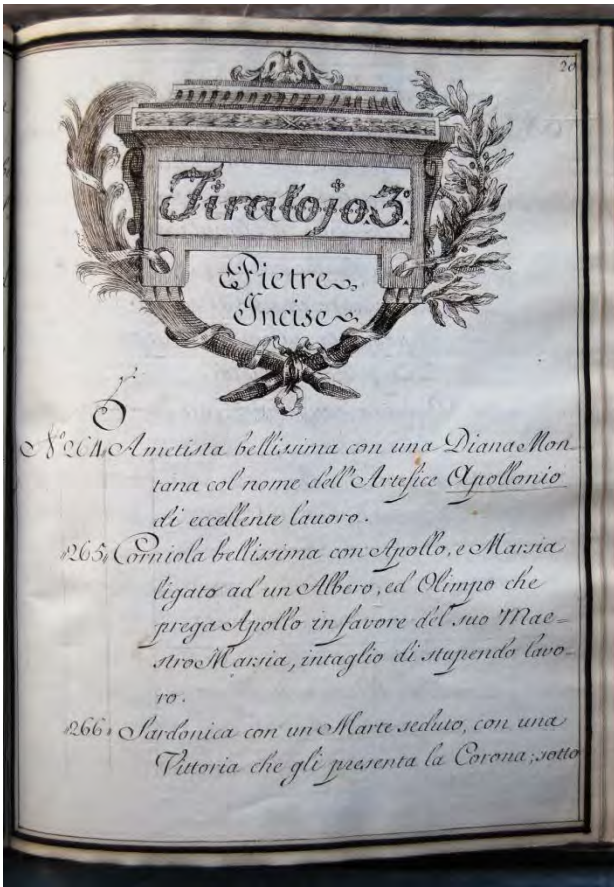 20
Tiratojo. 3.º
Pietre
Incise
Nº 264 Ametista bellissima con una Diana Mon-
tana col nome dell'Artefice Apollonio
di eccellente lauoro.
265 Corniola bellissima con Apollo, e Marsia
ligato ad un Albero, ed Olimpo che
prega Apollo in favore del suo Mae=
stro Marsia, intaglio di stupendo lavo-
ro.
266 Sardonica con un Marte seduto, con una
Vittoria che gli presenta la Corona; sotto